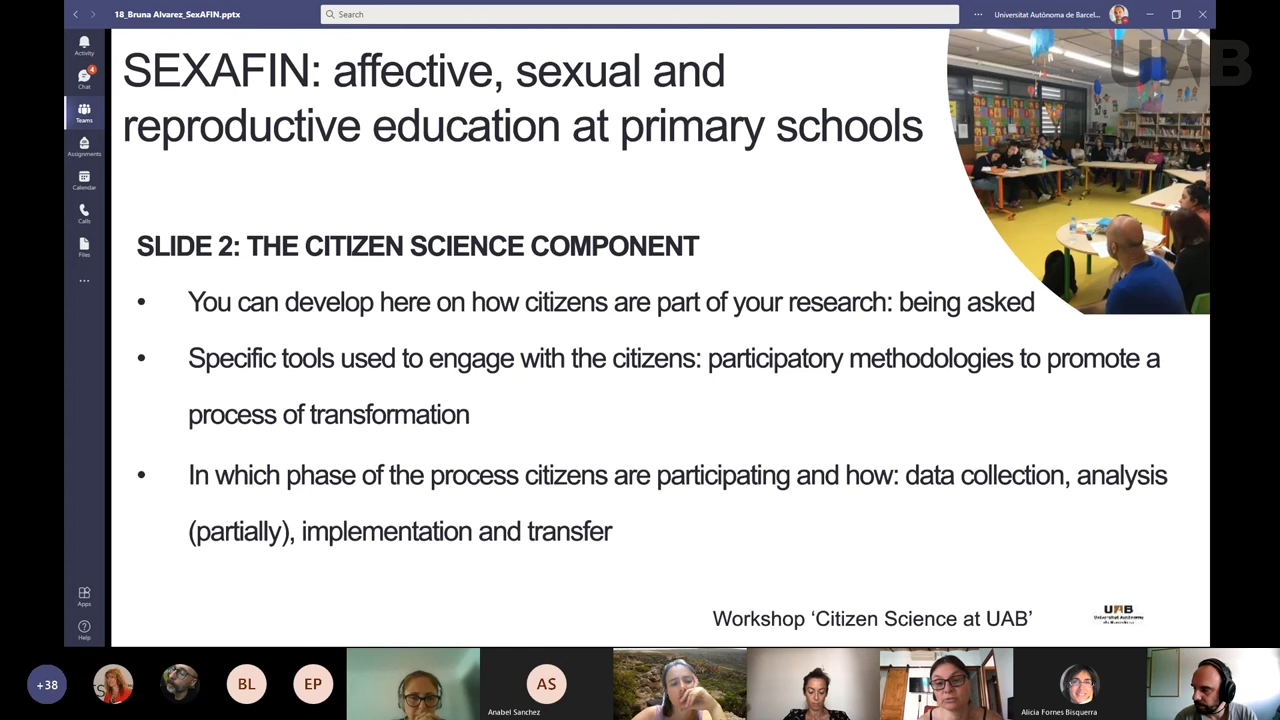 18_Bruna Alvarez_SexAFIN.pptx
Search
Universitat Autònoma de Barcel...
UAB
Activity
4
Chat
Teams
Assignments
Calendar
Calls
Files
Apps
Help
SEXAFIN: affective, sexual and
reproductive education at primary schools
SLIDE 2: THE CITIZEN SCIENCE COMPONENT
• You can develop here on how citizens are part of your research: being asked
• Specific tools used to engage with the citizens: participatory methodologies to promote a
process of transformation
• In which phase of the process citizens are participating and how: data collection, analysis
(partially), implementation and transfer
Workshop ‘Citizen Science at UAB’
UAB
Universitat Autònoma
de Barcelona
+38
BL
EP
AS
Anabel Sanchez
Alicia Fornes Bisquerra